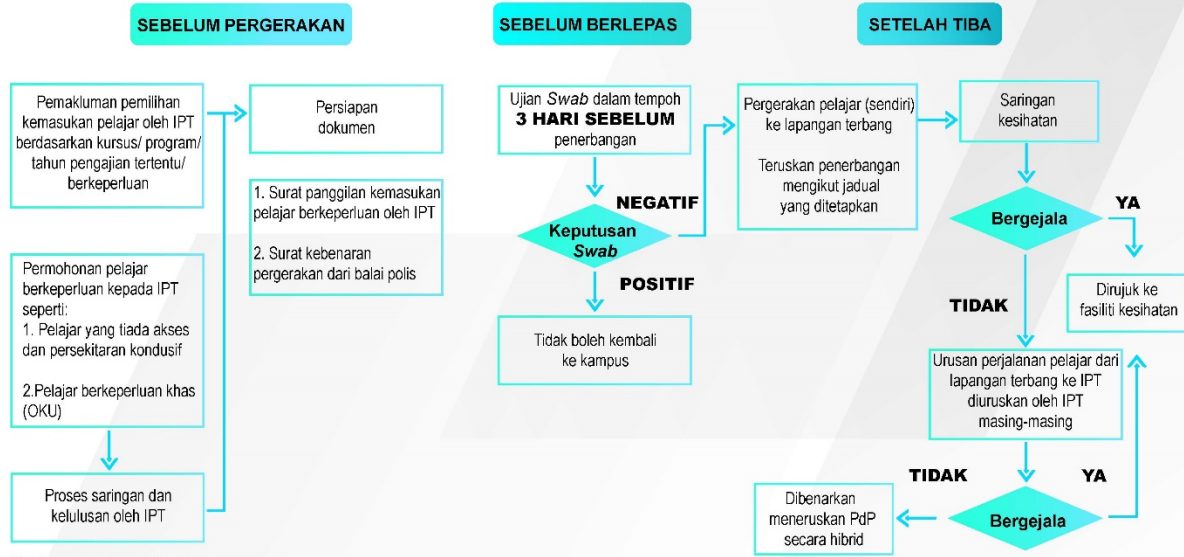 SEBELUM PERGERAKAN
Pemakluman pemilihan
kemasukan pelajar oleh IPT
berdasarkan kursus/ program/
tahun pengajian tertentu/
berkeperluan
Permohonan pelajar
berkeperluan kepada IPT
seperti:
1. Pelajar yang tiada akses
dan persekitaran kondusif
2.Pelajar berkeperluan khas
(OKU)
Proses saringan dan
kelulusan oleh IPT
Persiapan
dokumen
1. Surat panggilan kemasukan
pelajar berkeperluan oleh IPT
2. Surat kebenaran
pergerakan dari balai polis
SEBELUM BERLEPAS
Ujian Swab dalam tempoh
3 HARI SEBELUM
penerbangan
Keputusan
Swab
NEGATIF
POSITIF
Tidak boleh kembali
ke kampus
Pergerakan pelajar (sendiri)
ke lapangan terbang
Teruskan penerbangan
mengikut jadual
yang ditetapkan
SETELAH TIBA
Saringan
kesihatan
Bergejala
YA
Dirujuk ke
fasiliti kesihatan
TIDAK
Urusan perjalanan pelajar dari
lapangan terbang ke IPT
diuruskan oleh IPT
masing-masing
Bergejala
YA
TIDAK
Dibenarkan
meneruskan PdP
secara hibrid